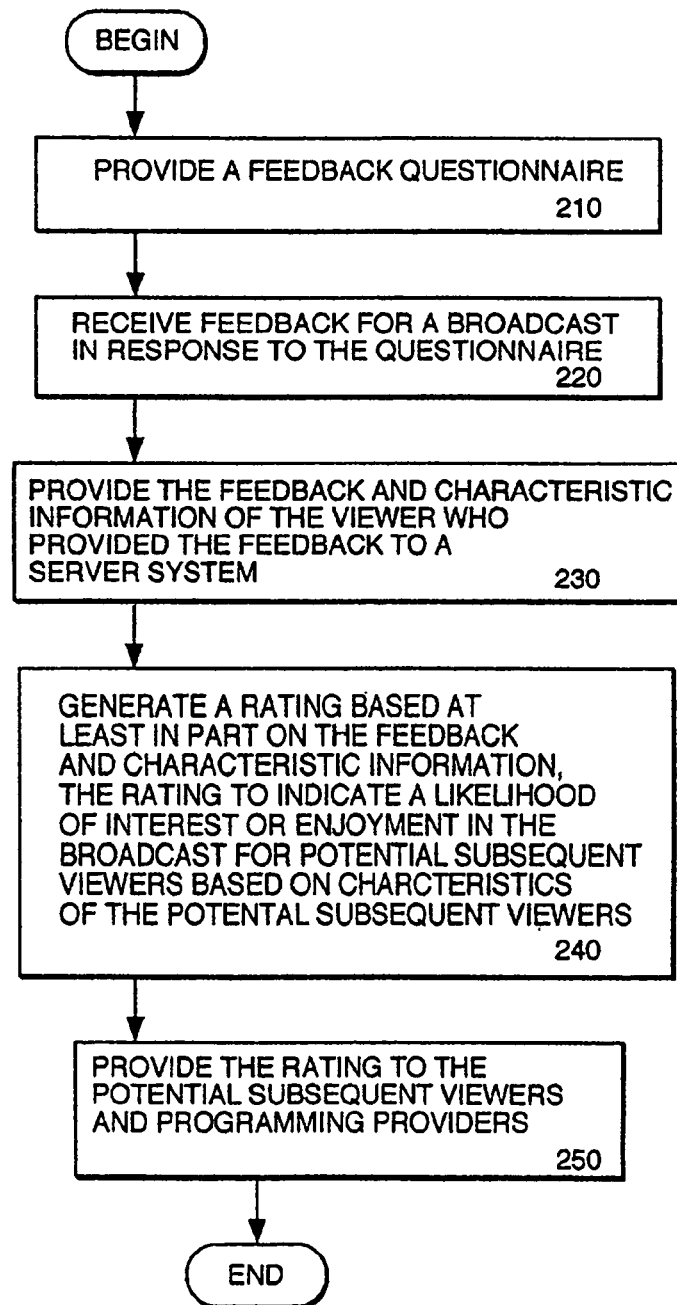 BEGIN
PROVIDE A FEEDBACK QUESTIONNAIRE
210
RECEIVE FEEDBACK FOR A BROADCAST
IN RESPONSE TO THE QUESTIONNAIRE
220
PROVIDE THE FEEDBACK AND CHARACTERISTIC
INFORMATION OF THE VIEWER WHO
PROVIDED THE FEEDBACK TO A
SERVER SYSTEM
230
GENERATE A RATING BASED AT
LEAST IN PART ON THE FEEDBACK
AND CHARACTERISTIC INFORMATION,
THE RATING TO INDICATE A LIKELIHOOD
OF INTEREST OR ENJOYMENT IN THE
BROADCAST FOR POTENTIAL SUBSEQUENT
VIEWERS BASED ON CHARCTERISTICS
OF THE POTENTAL SUBSEQUENT VIEWERS
240
PROVIDE THE RATING TO THE
POTENTIAL SUBSEQUENT VIEWERS
AND PROGRAMMING PROVIDERS
250
END